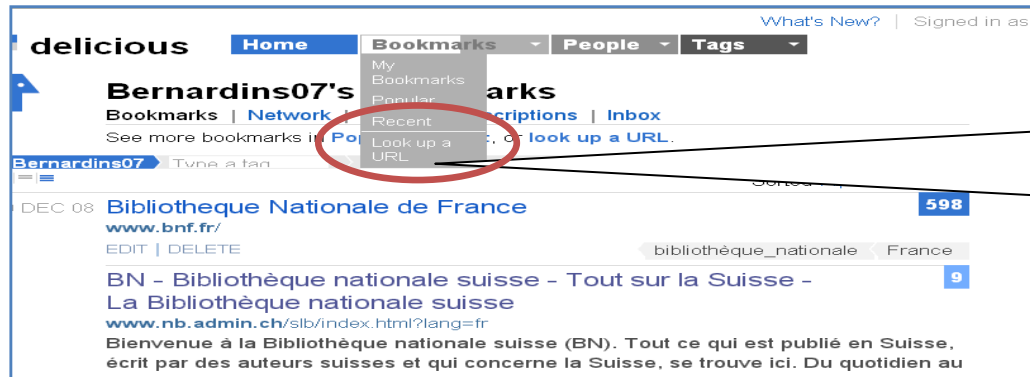 What's New? | Signed in as
delicious Home Bookmarks People Tags
My
Bookmarks
Popular
Recent
Look up a
URL
Bernardins07's arks
Bookmarks | Network | criptions | Inbox
See more bookmarks in Po , or look up a URL.
Bernardins07 Type a tag
DEC 08 Bibliotheque Nationale de France 598
www.bnf.fr/
EDIT | DELETE bibliothèque_nationale France
BN - Bibliothèque nationale suisse - Tout sur la Suisse - 9
La Bibliothèque nationale suisse
www.nb.admin.ch/slb/index.html?lang=fr
Bienvenue à la Bibliothèque nationale suisse (BN). Tout ce qui est publié en Suisse,
écrit par des auteurs suisses et qui concerne la Suisse, se trouve ici. Du quotidien au